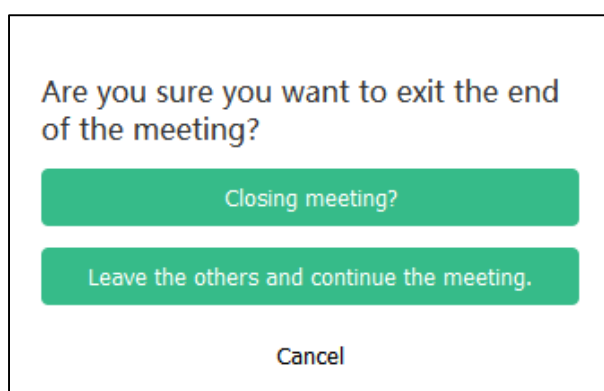 Are you sure you want to exit the end
of the meeting?
Closing meeting?
Leave the others and continue the meeting.
Cancel